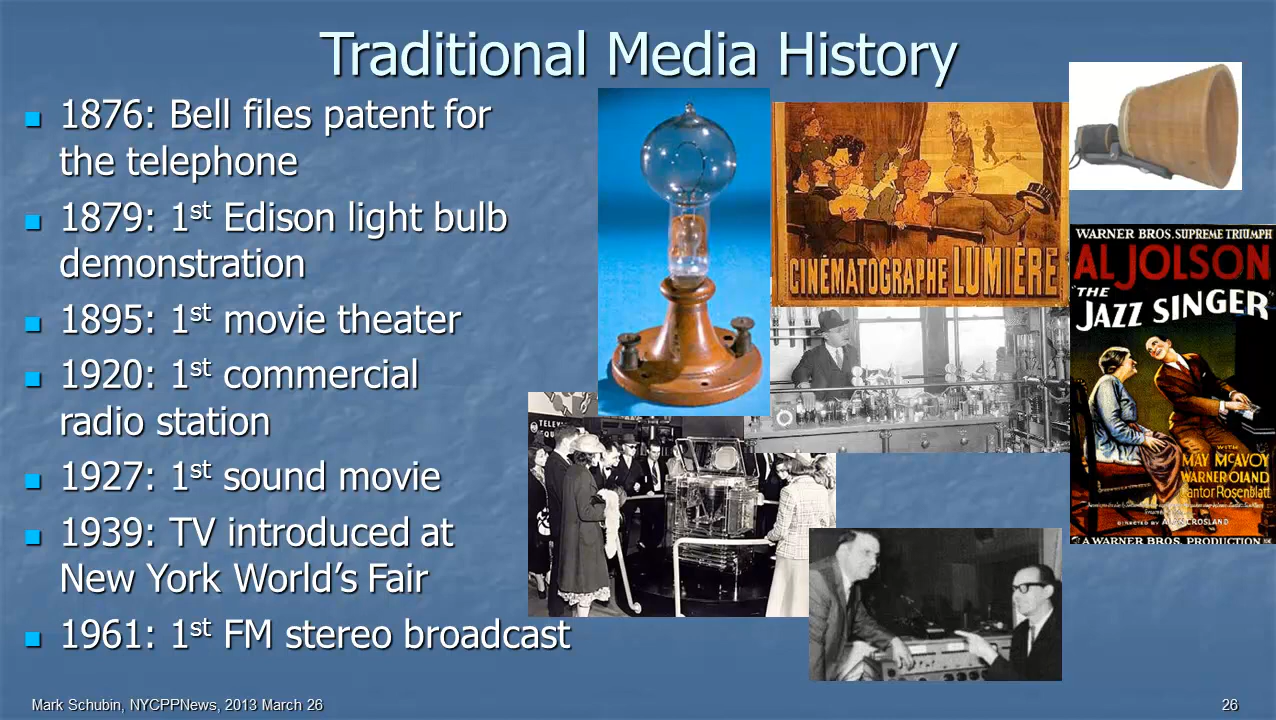 Traditional Media History
1876: Bell files patent for
the telephone
1879: 1st Edison light bulb
demonstration
1895: 1st movie theater
1920: 1st commercial
radio station
1927: 1st sound movie
1939: TV introduced at
New York World’s Fair
1961: 1st FM stereo broadcast
CINÉMATOGRAPHE LUMIÈRE
WARNER BROS. SUPREME TRIUMPH
AL JOLSON
"THE
JAZZ SINGER"
WITH
MAY McAVOY
WARNER OLAND
Cantor Rosenblatt
DIRECTED BY ALAN CROSLAND
A WARNER BROS. PRODUCTION
Mark Schubin, NYCPPNews, 2013 March 26
26